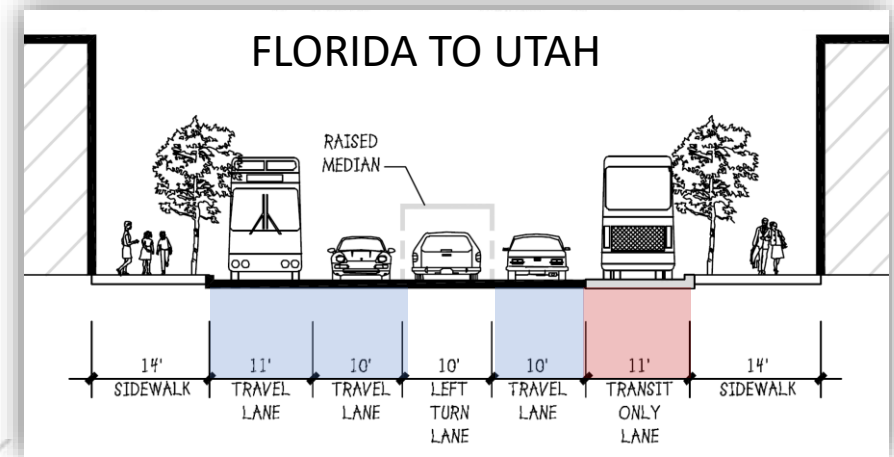 FLORIDA TO UTAH
RAISED
MEDIAN
14'
SIDEWALK
11'
TRAVEL
LANE
10'
TRAVEL
LANE
10'
LEFT
TURN
LANE
10'
TRAVEL
LANE
11'
TRANSIT
ONLY
LANE
14'
SIDEWALK